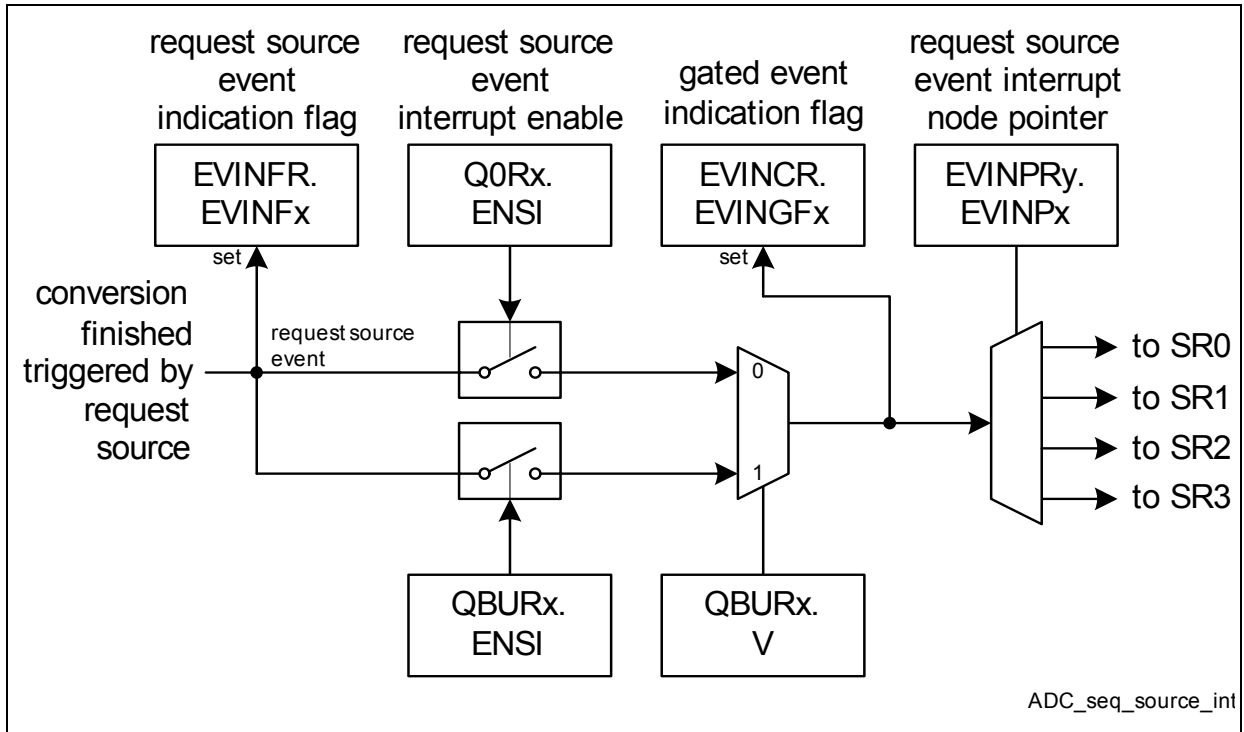 request source
event
indication flag
request source
event
interrupt enable
gated event
indication flag
request source
event interrupt
node pointer
EVINFR.
EVINFx
Q0Rx.
ENSI
EVINCR.
EVINGFx
EVINPRy.
EVINPx
set
set
conversion
finished
triggered by
request
source
request source
event
0
1
to SR0
to SR1
to SR2
to SR3
QBURx.
ENSI
QBURx.
V
ADC_seq_source_int